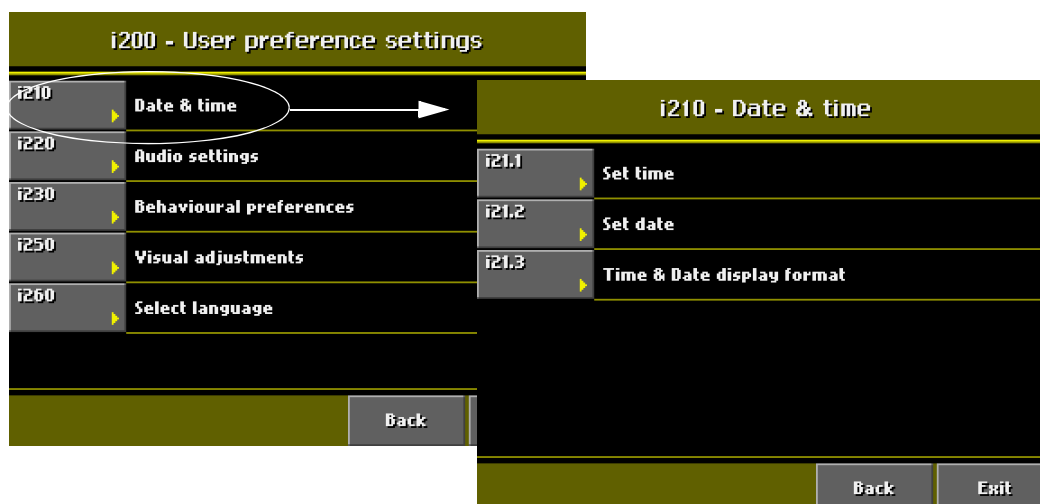 i200 - User preference settings
i210
Date & time
i220
Audio settings
i230
Behavioural preferences
i250
Visual adjustments
i260
Select language
Back
i210 - Date & time
i21.1
Set time
i21.2
Set date
i21.3
Time & Date display format
Back Exit